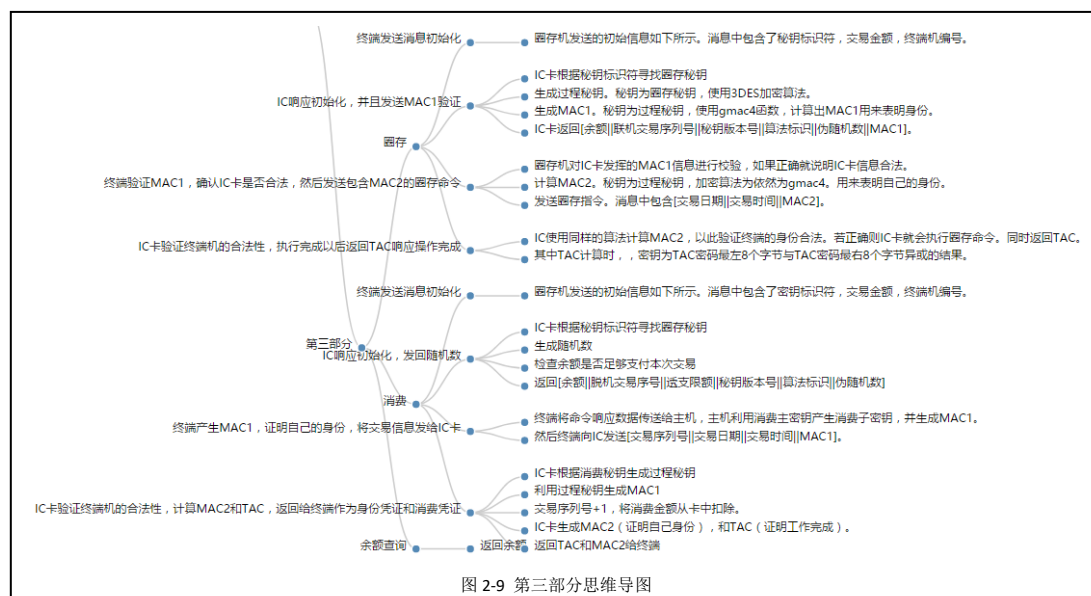 终端发送消息初始化
圈存机发送的初始信息如下所示。消息中包含了秘钥标识符，交易金额，终端机编号。
IC响应初始化，并且发送MAC1验证
IC卡根据秘钥标识符寻找圈存秘钥
生成过程秘钥。秘钥为圈存秘钥，使用3DES加密算法。
生成MAC1。秘钥为过程秘钥，使用gmac4函数，计算出MAC1用来表明身份。
IC卡返回[余额||联机交易序列号||秘钥版本号||算法标识||伪随机数||MAC1]。
圈存
终端验证MAC1，确认IC卡是否合法，然后发送包含MAC2的圈存命令
圈存机对IC卡发挥的MAC1信息进行校验，如果正确就说明IC卡信息合法。
计算MAC2。秘钥为过程秘钥，加密算法为依然为gmac4。用来表明自己的身份。
发送圈存指令。消息中包含[交易日期||交易时间||MAC2]。
IC卡验证终端机的合法性，执行完成以后返回TAC响应操作完成
IC使用同样的算法计算MAC2，以此验证终端的身份合法。若正确则IC卡就会执行圈存命令。同时返回TAC。
其中TAC计算时，，密钥为TAC密码最左8个字节与TAC密码最右8个字节异或的结果。
终端发送消息初始化
圈存机发送的初始信息如下所示。消息中包含了密钥标识符，交易金额，终端机编号。
第三部分
IC响应初始化，发回随机数
IC卡根据秘钥标识符寻找圈存秘钥
生成随机数
检查余额是否足够支付本次交易
返回[余额||脱机交易序号||透支限额||秘钥版本号||算法标识||伪随机数]
消费
终端产生MAC1，证明自己的身份，将交易信息发给IC卡
终端将命令响应数据传送给主机，主机利用消费主密钥产生消费子密钥，并生成MAC1。
然后终端向IC发送[交易序列号||交易日期||交易时间||MAC1]。
IC卡验证终端机的合法性，计算MAC2和TAC，返回给终端作为身份凭证和消费凭证
IC卡根据消费秘钥生成过程秘钥
利用过程秘钥生成MAC1
交易序列号+1，将消费金额从卡中扣除。
IC卡生成MAC2（证明自己身份），和TAC（证明工作完成）。
返回TAC和MAC2给终端
余额查询
返回余额
图 2-9 第三部分思维导图